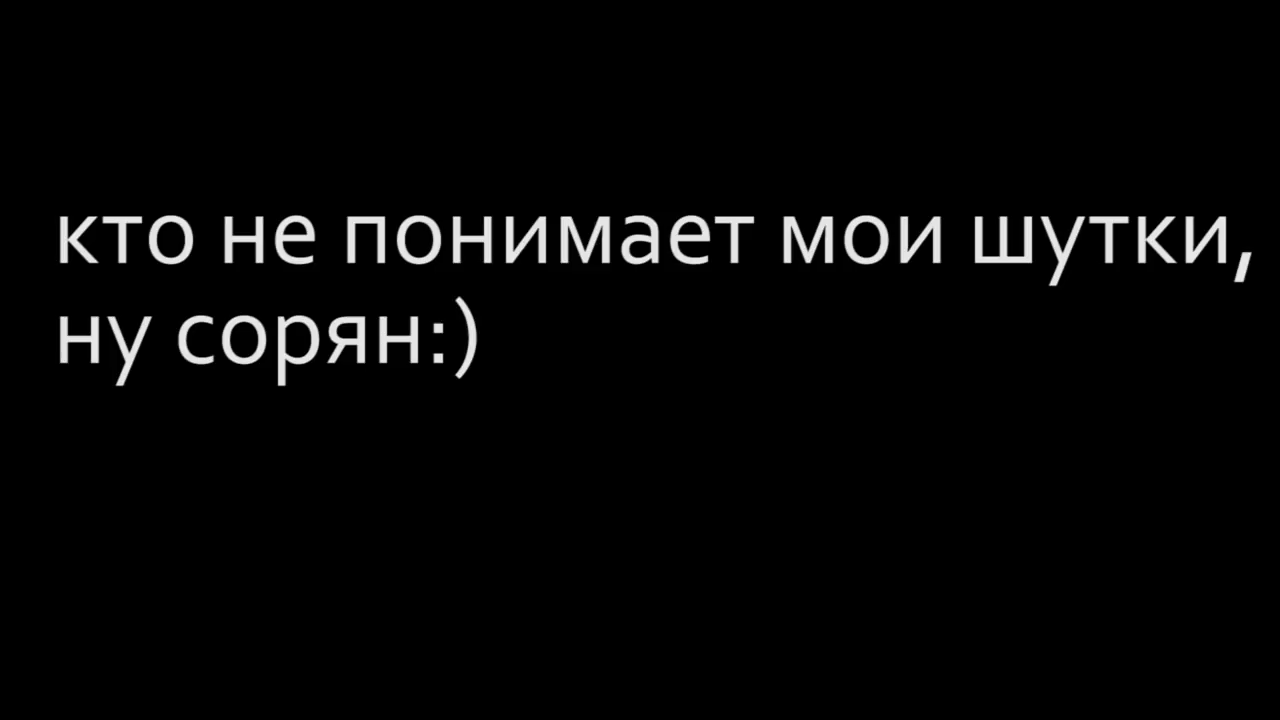 кто не понимает мои шутки,
ну сорян:)